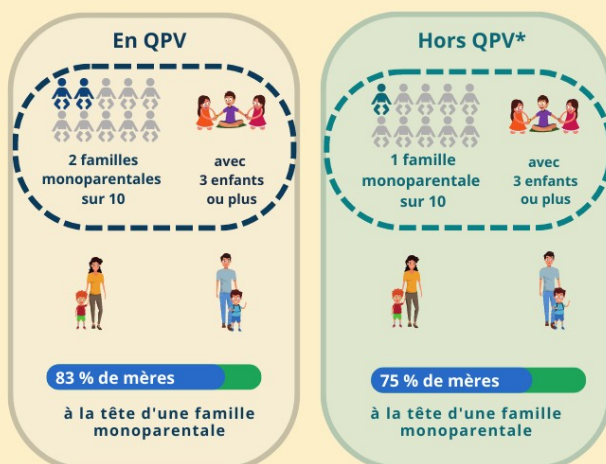 En QPV
2 familles
monoparentales
sur 10
avec
3 enfants
ou plus
83 % de mères
à la tête d'une famille
monoparentale
Hors QPV*
1 famille
monoparentale
sur 10
avec
3 enfants
ou plus
75 % de mères
à la tête d'une famille
monoparentale